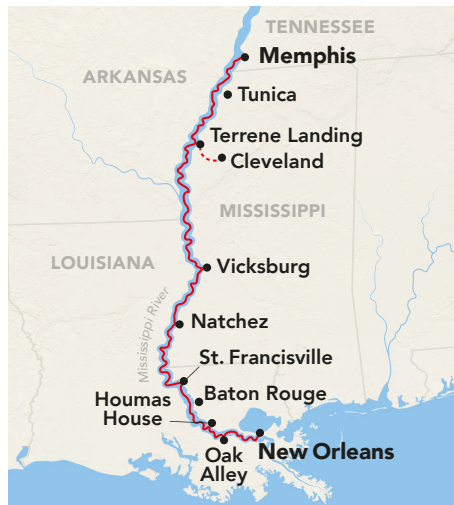 TENNESSEE
Memphis
ARKANSAS
Tunica
Terrene Landing
Cleveland
MISSISSIPPI
LOUISIANA
Vicksburg
Mississippi River
Natchez
St. Francisville
Baton Rouge
Houmas
House
Oak
Alley
New Orleans